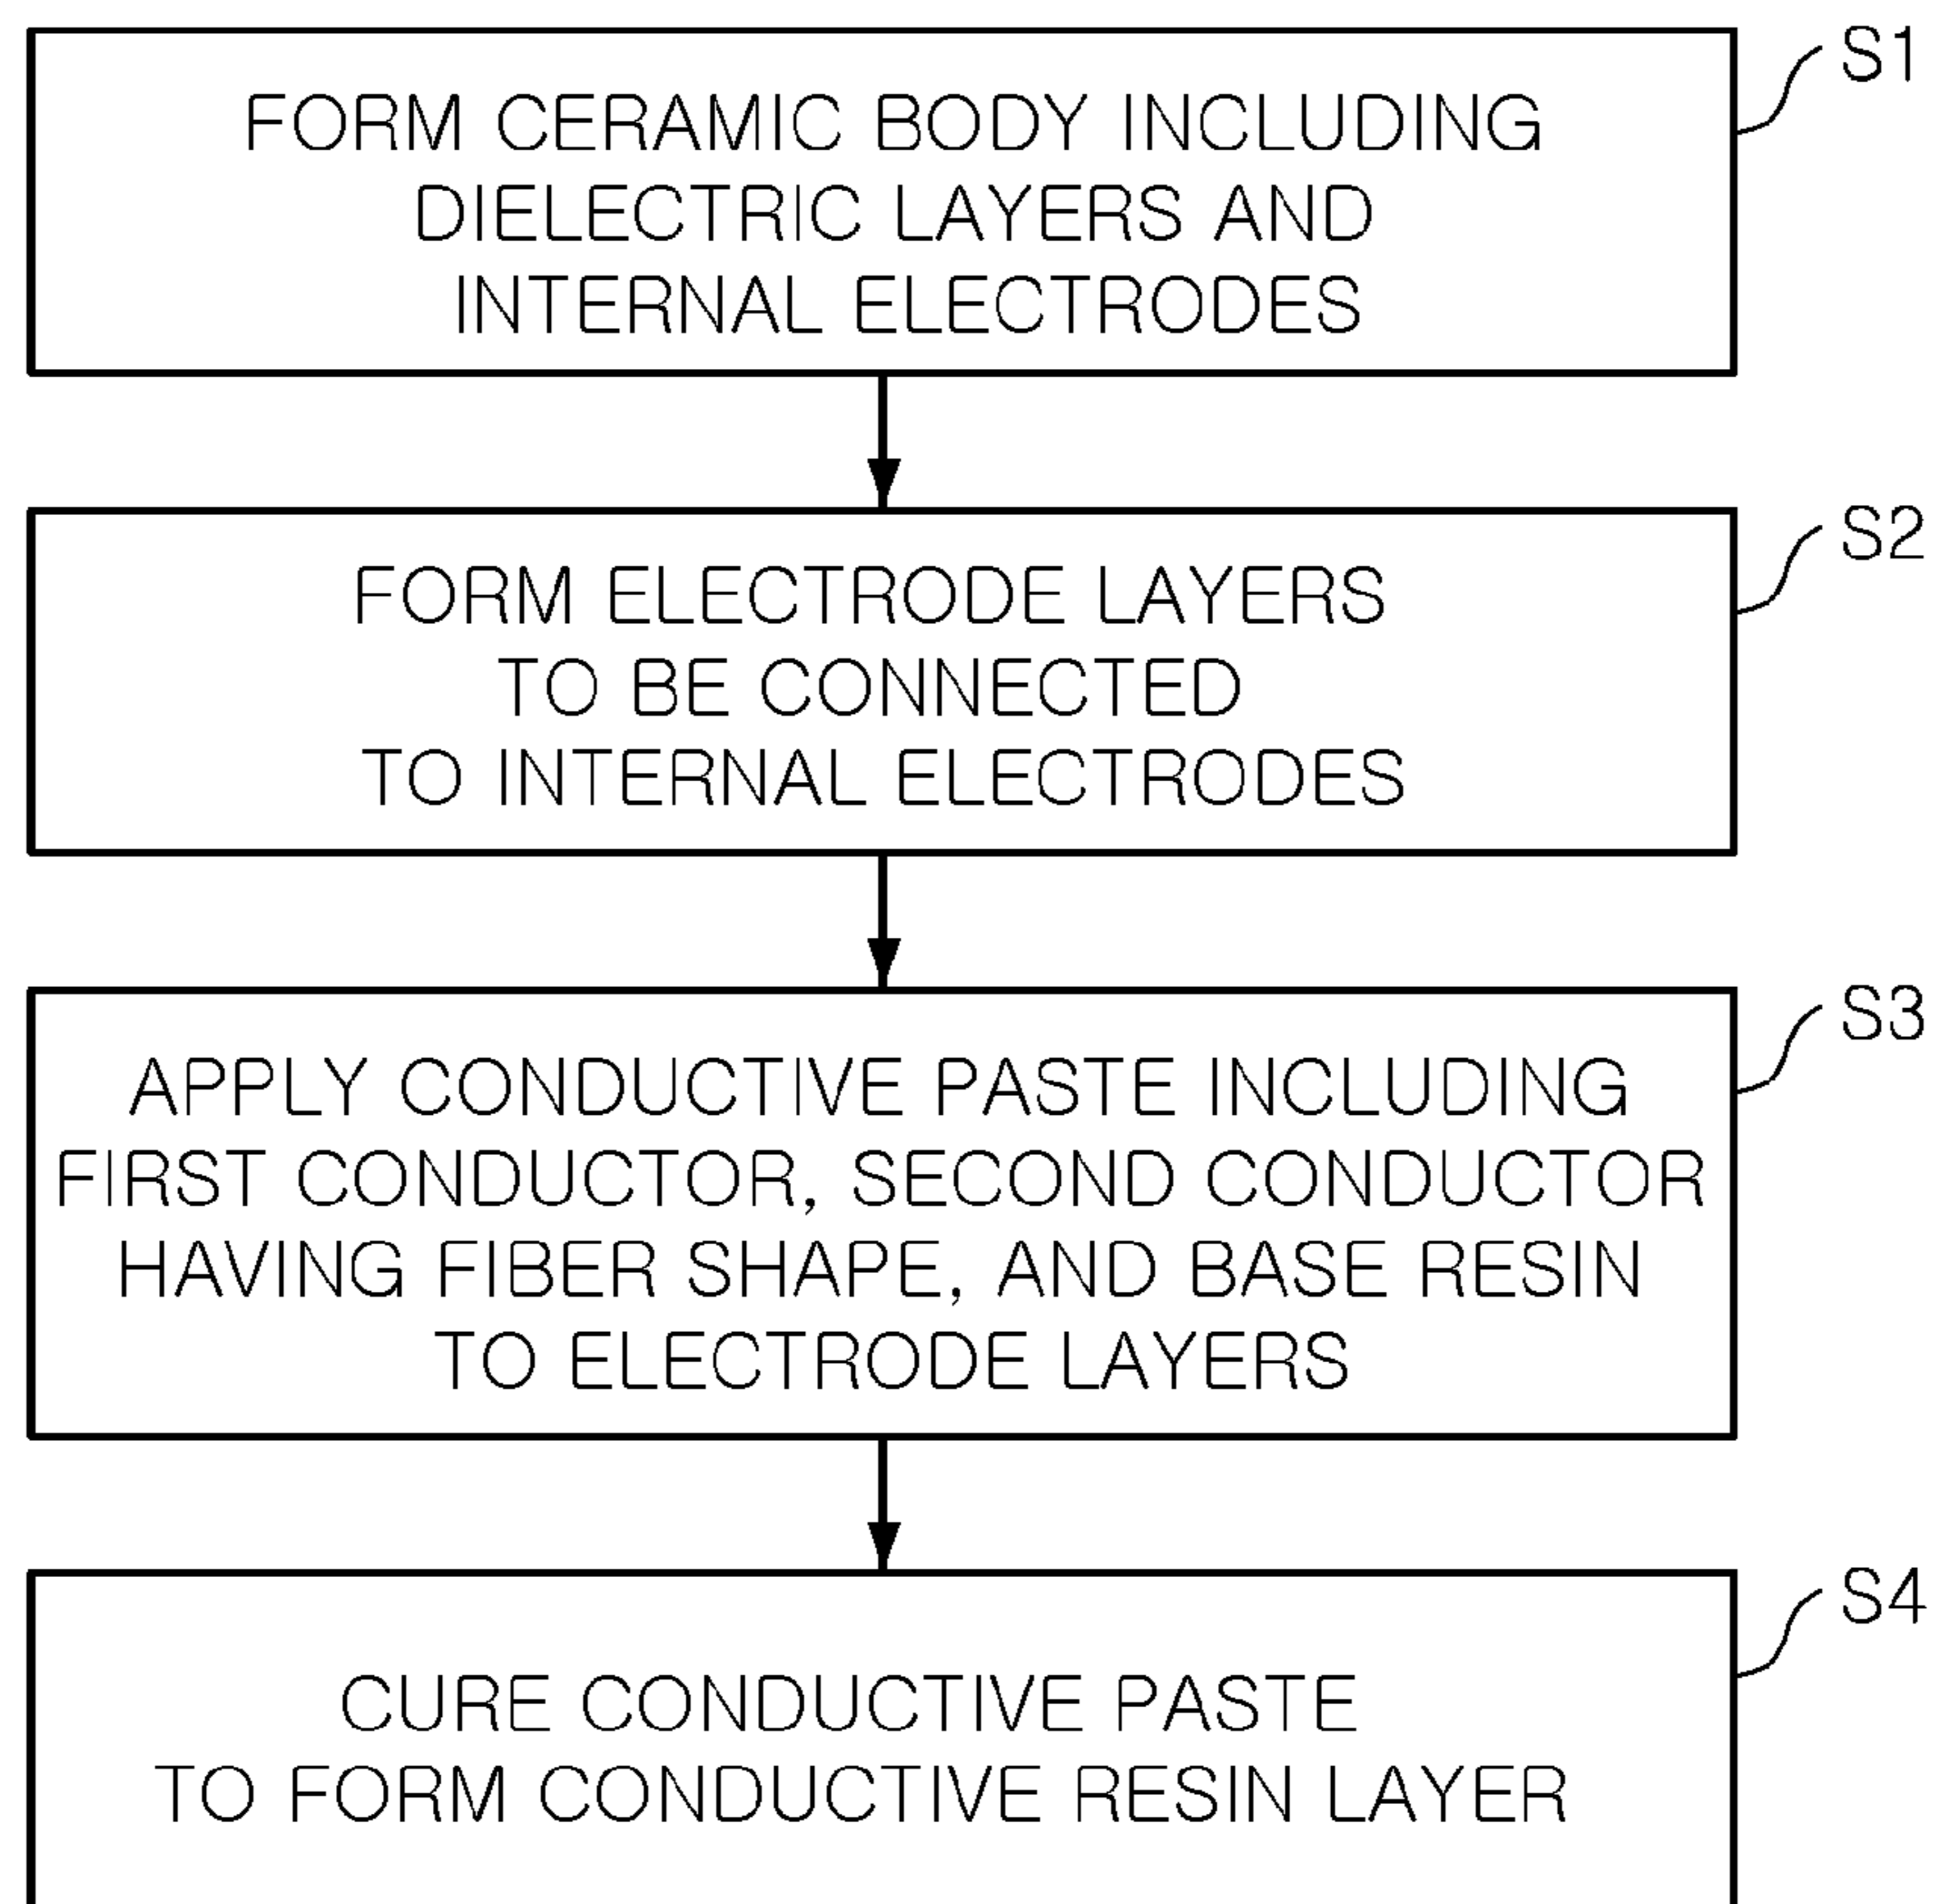 S1
FORM CERAMIC BODY INCLUDING
DIELECTRIC LAYERS AND
INTERNAL ELECTRODES
S2
FORM ELECTRODE LAYERS
TO BE CONNECTED
TO INTERNAL ELECTRODES
S3
APPLY CONDUCTIVE PASTE INCLUDING
FIRST CONDUCTOR, SECOND CONDUCTOR
HAVING FIBER SHAPE, AND BASE RESIN
TO ELECTRODE LAYERS
S4
CURE CONDUCTIVE PASTE
TO FORM CONDUCTIVE RESIN LAYER